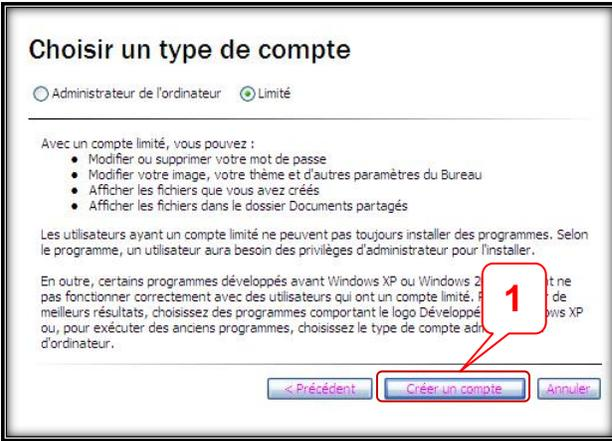 Choisir un type de compte
Administrateur de l'ordinateur Limité
Avec un compte limité, vous pouvez :
• Modifier ou supprimer votre mot de passe
• Modifier votre image, votre thème et d'autres paramètres du Bureau
• Afficher les fichiers que vous avez créés
• Afficher les fichiers dans le dossier Documents partagés
Les utilisateurs ayant un compte limité ne peuvent pas toujours installer des programmes. Selon
le programme, un utilisateur aura besoin des privilèges d'administrateur pour l'installer.
En outre, certains programmes développés avant Windows XP ou Windows 2 ne
pas fonctionner correctement avec des utilisateurs qui ont un compte limité. de
meilleurs résultats, choisissez des programmes comportant le logo Développé XP
ou, pour exécuter des anciens programmes, choisissez le type de compte
d'ordinateur.
1
< Précédent Créer un compte Annuler